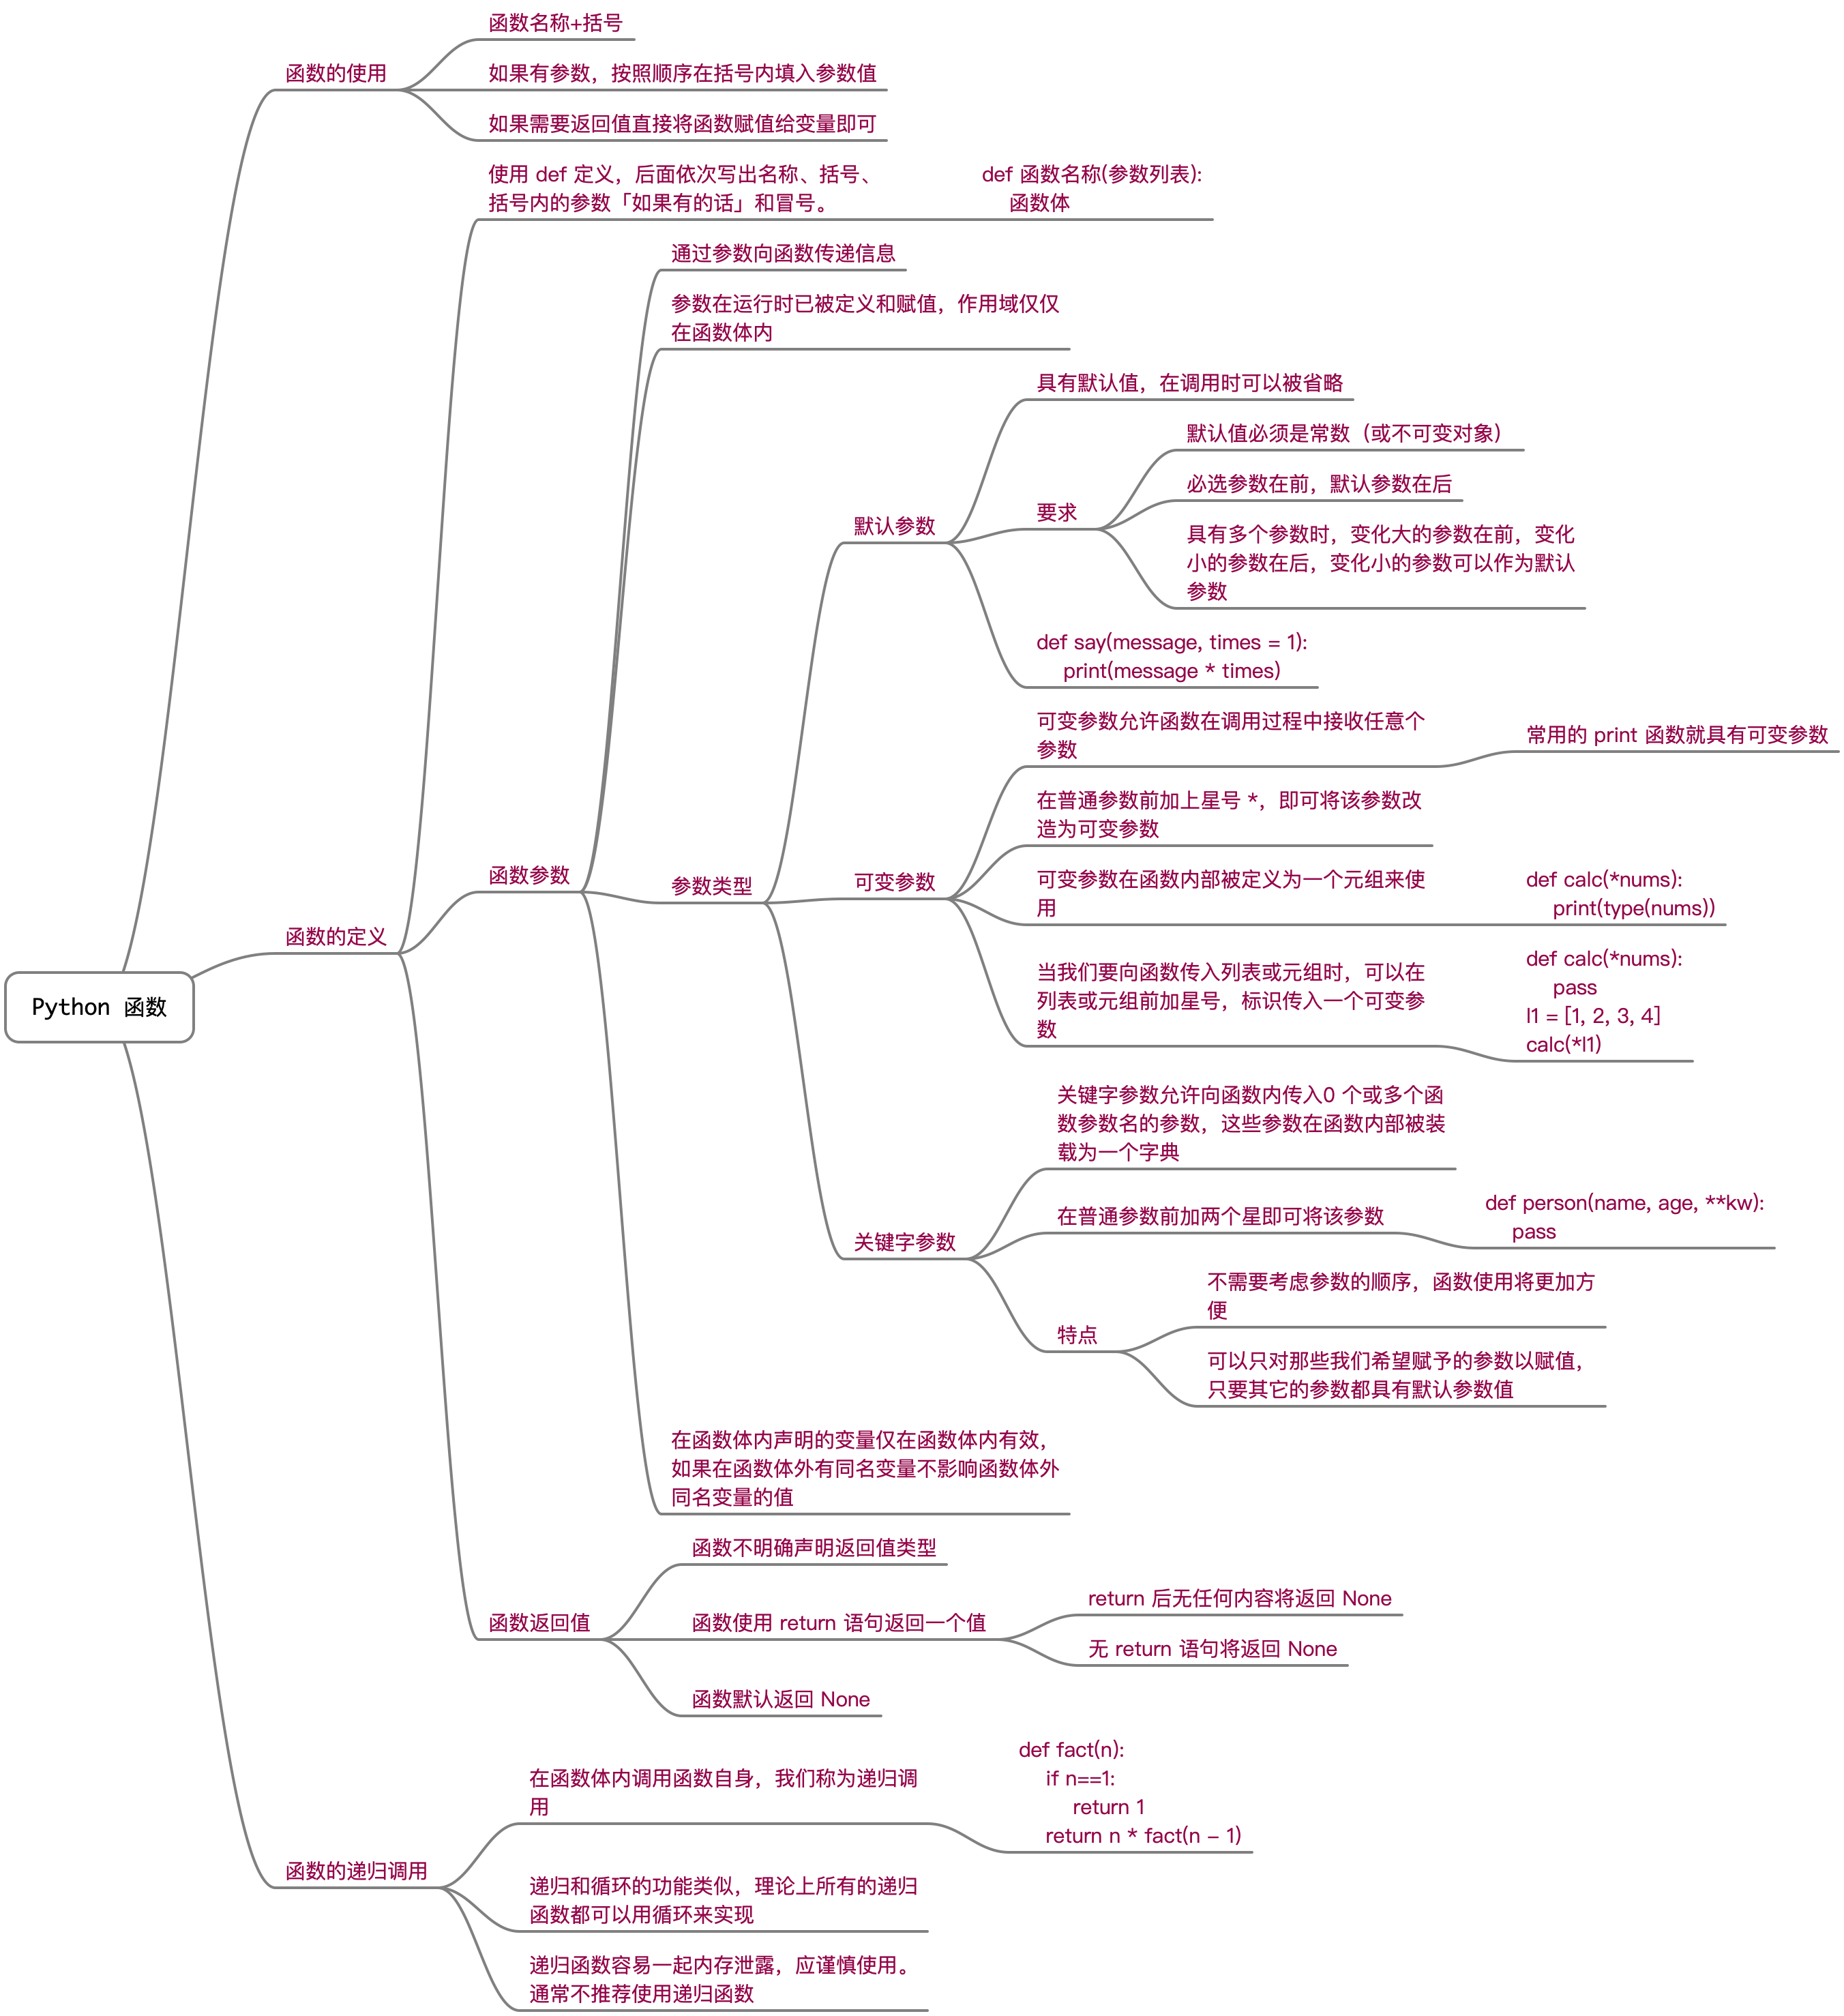 Python 函数
函数的使用
函数名称+括号
如果有参数，按照顺序在括号内填入参数值
如果需要返回值直接将函数赋值给变量即可
函数的定义
使用 def 定义，后面依次写出名称、括号、
括号内的参数「如果有的话」和冒号。
def 函数名称(参数列表):
函数体
函数参数
通过参数向函数传递信息
参数在运行时已被定义和赋值，作用域仅仅
在函数体内
参数类型
默认参数
具有默认值，在调用时可以被省略
要求
默认值必须是常数（或不可变对象）
必选参数在前，默认参数在后
具有多个参数时，变化大的参数在前，变化
小的参数在后，变化小的参数可以作为默认
参数
def say(message, times = 1):
print(message * times)
可变参数
可变参数允许函数在调用过程中接收任意个
参数
常用的 print 函数就具有可变参数
在普通参数前加上星号 *，即可将该参数改
造为可变参数
可变参数在函数内部被定义为一个元组来使
用
def calc(*nums):
print(type(nums))
当我们要向函数传入列表或元组时，可以在
列表或元组前加星号，标识传入一个可变参
数
def calc(*nums):
pass
l1 = [1, 2, 3, 4]
calc(*l1)
关键字参数
关键字参数允许向函数内传入0 个或多个函
数参数名的参数，这些参数在函数内部被装
载为一个字典
在普通参数前加两个星即可将该参数
def person(name, age, **kw):
pass
特点
不需要考虑参数的顺序，函数使用将更加方
便
可以只对那些我们希望赋予的参数以赋值，
只要其它的参数都具有默认参数值
在函数体内声明的变量仅在函数体内有效，
如果在函数体外有同名变量不影响函数体外
同名变量的值
函数返回值
函数不明确声明返回值类型
函数使用 return 语句返回一个值
return 后无任何内容将返回 None
无 return 语句将返回 None
函数默认返回 None
函数的递归调用
在函数体内调用函数自身，我们称为递归调
用
def fact(n):
if n==1:
return 1
return n * fact(n - 1)
递归和循环的功能类似，理论上所有的递归
函数都可以用循环来实现
递归函数容易一起内存泄露，应谨慎使用。
通常不推荐使用递归函数